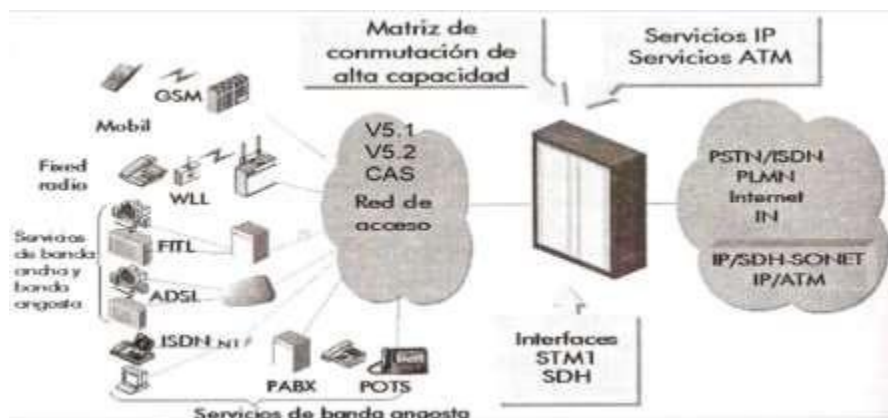 Matriz de
conmutación de
alta capacidad
Servicios IP
Servicios ATM
GSM
Mobil
Fixed
radio
WLL
Servicios
de banda
ancha y
banda
angosta
FITL
ADSL
ISDN NT
PABX
POTS
Servicios de banda angosta
V5.1
V5.2
CAS
Red de
acceso
PSTN/ISDN
PLMN
Internet
IN
IP/SDH-SONET
IP/ATM
Interfaces
STM1
SDH